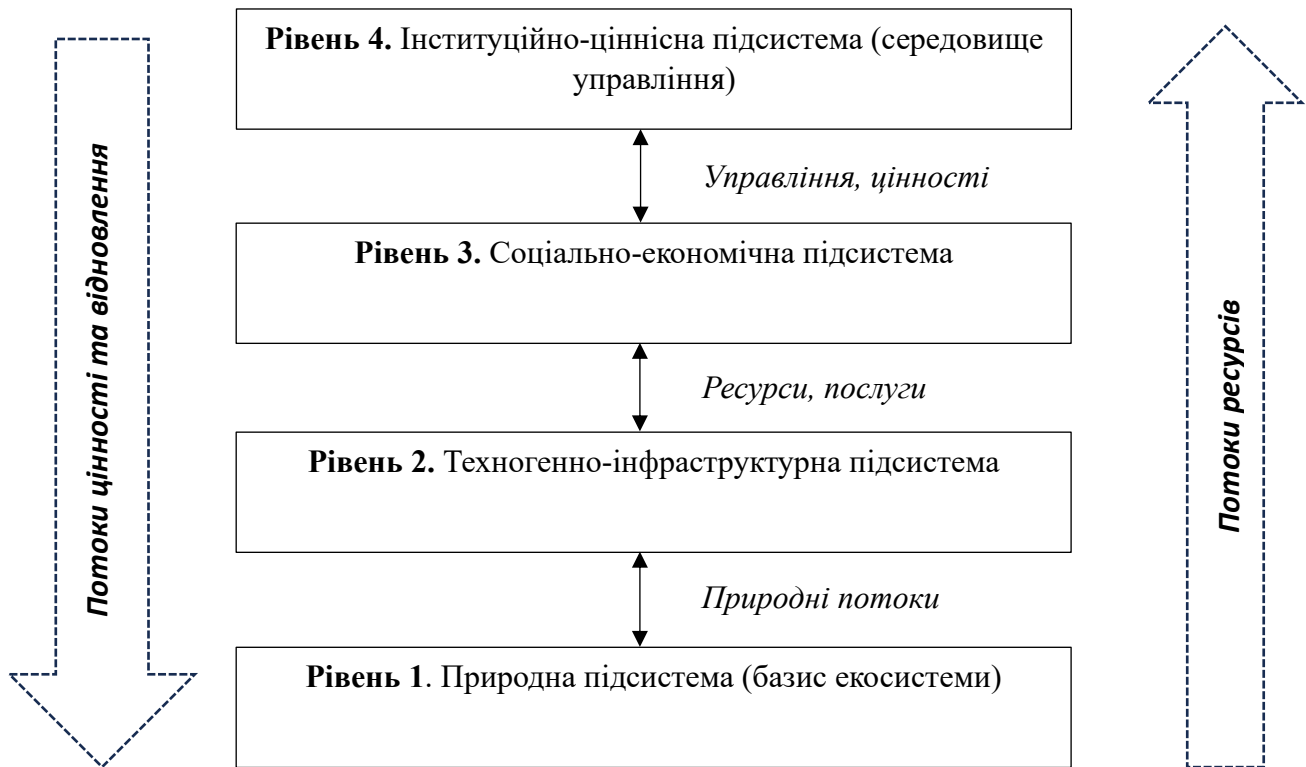 Рівень 4. Інституційно-ціннісна підсистема (середовище
управління)
Управління, цінності
Рівень 3. Соціально-економічна підсистема
Ресурси, послуги
Рівень 2. Техногенно-інфраструктурна підсистема
Природні потоки
Рівень 1. Природна підсистема (базис екосистеми)
Потоки цінності та відновлення
Потоки ресурсів